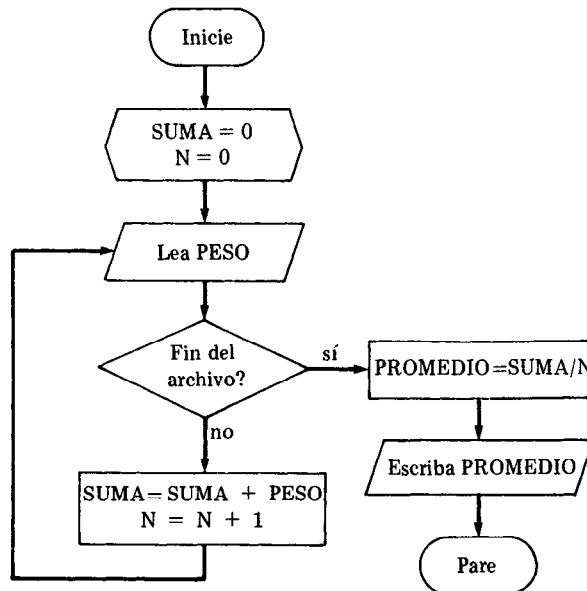 Inicie
SUMA = 0
N = 0
Lea PESO
Fin del
archivo?
sí
PROMEDIO=SUMA/N
no
Escriba PROMEDIO
SUMA=SUMA + PESO
N = N + 1
Pare